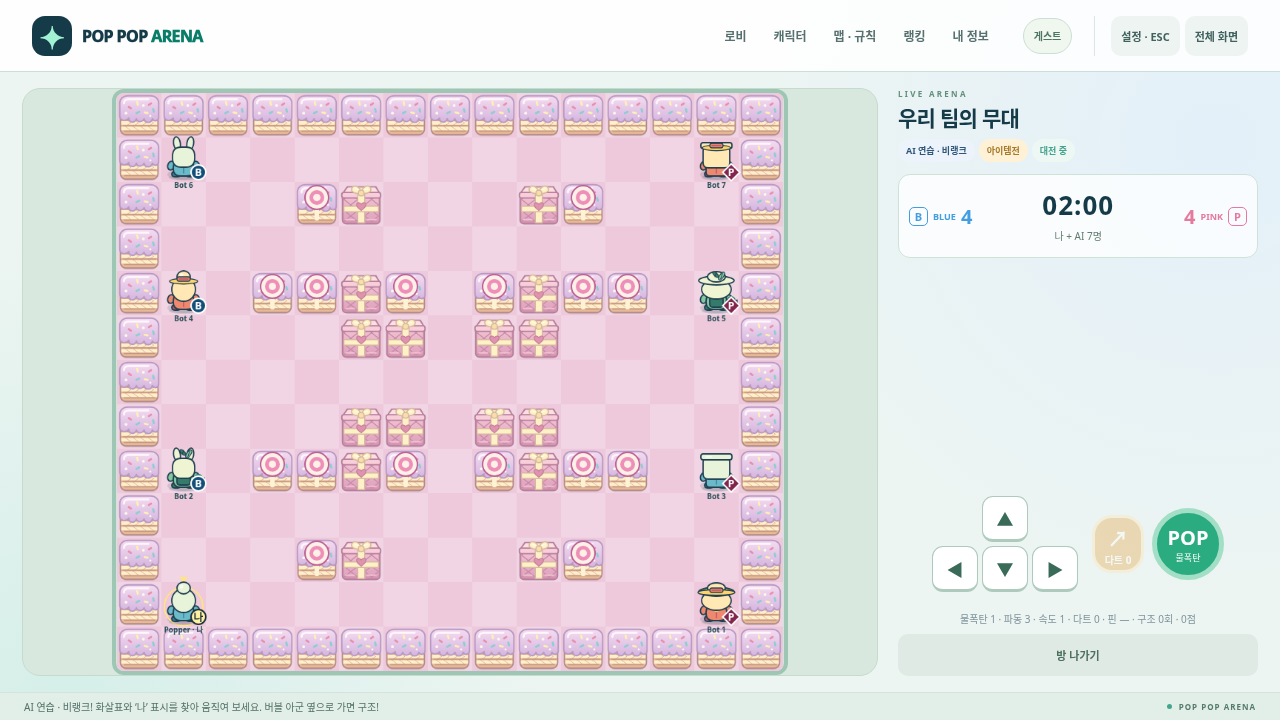 POP POP ARENA
로비
캐릭터
맵 · 규칙
랭킹
내 정보
게스트
설정 · ESC
전체 화면
LIVE ARENA
우리 팀의 무대
AI 연습 · 비랭크
아이템전
대전 중
B BLUE 4
02:00
4 PINK P
나 + AI 7명
B
Bot 6
P
Bot 7
B
Bot 4
P
Bot 5
B
Bot 2
P
Bot 3
나
Popper · 나
P
Bot 1
다트 0
POP
물폭탄
물폭탄 1 · 파동 3 · 속도 1 · 다트 0 · 핀 — · 구조 0회 · 0점
방 나가기
AI 연습 · 비랭크! 화살표와 '나' 표시를 찾아 움직여 보세요. 버블 아군 옆으로 가면 구조!
POP POP ARENA